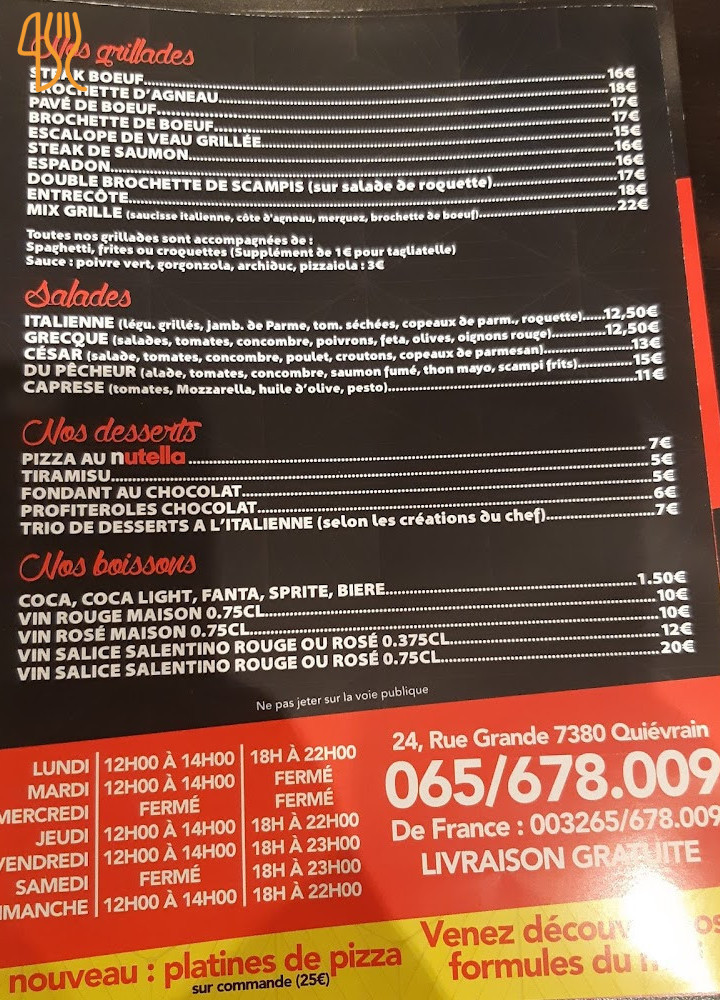 Nos grillades
STEAK BOEUF 16€
BROCHETTE D'AGNEAU 18€
PAVÉ DE BOEUF 17€
BROCHETTE DE BOEUF 17€
ESCALOPE DE VEAU GRILLÉE 15€
STEAK DE SAUMON 16€
ESPADON 16€
DOUBLE BROCHETTE DE SCAMPIS (sur salade de roquette) 17€
ENTRECÔTE 18€
MIX GRILLE (saucisse italienne, côte d'agneau, merguez, brochette de boeuf) 22€
Toutes nos grillades sont accompagnées de :
Spaghetti, frites ou croquettes (Supplément de 1€ pour tagliatelle)
Sauce : poivre vert, gorgonzola, archiduc, pizzaiola : 3€
Salades
ITALIENNE (légu. grillés, Jamb. de Parme, tom. séchées, copeaux de parm., roquette) 12,50€
GRECQUE (salades, tomates, concombre, poivrons, feta, olives, oignons rouge) 12,50€
CÉSAR (salade, tomates, concombre, poulet, croutons, copeaux de parmesan) 13€
DU PÊCHEUR (alade, tomates, concombre, saumon fumé, thon mayo, scampi frits) 15€
CAPRESE (tomates, Mozzarella, huile d'olive, pesto) 11€
Nos desserts
PIZZA AU nutella 7€
TIRAMISU 5€
FONDANT AU CHOCOLAT 5€
PROFITEROLES CHOCOLAT 6€
TRIO DE DESSERTS A L'ITALIENNE (selon les créations du chef) 7€
Nos boissons
COCA, COCA LIGHT, FANTA, SPRITE, BIERE 1.50€
VIN ROUGE MAISON 0.75CL 10€
VIN ROSÉ MAISON 0.75CL 10€
VIN SALICE SALENTINO ROUGE OU ROSÉ 0.375CL 12€
VIN SALICE SALENTINO ROUGE OU ROSÉ 0.75CL 20€
Ne pas jeter sur la voie publique
LUNDI 12H00 À 14H00 18H À 22H00
MARDI 12H00 À 14H00 FERMÉ
MERCREDI FERMÉ FERMÉ
JEUDI 12H00 À 14H00 18H À 22H00
VENDREDI 12H00 À 14H00 18H À 23H00
SAMEDI FERMÉ 18H À 23H00
IMANCHE 12H00 À 14H00 18H À 22H00
24, Rue Grande 7380 Quiévrain
065/678.009
De France : 003265/678.009
LIVRAISON GRATUITE
nouveau : platines de pizza
sur commande (25€)
Venez découv os
formules du